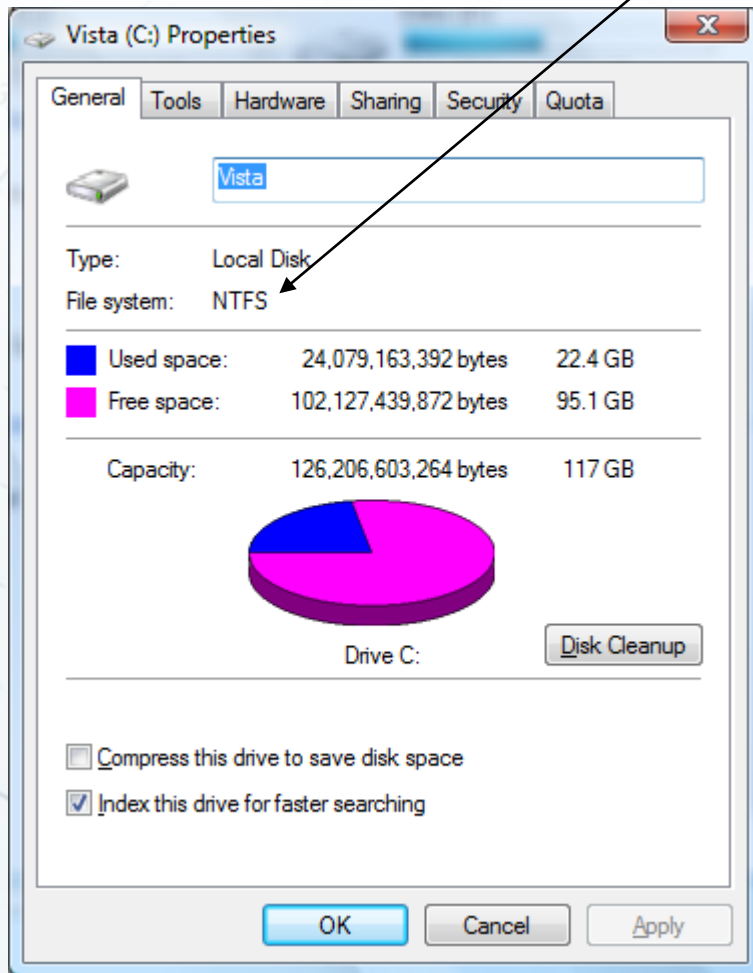 Vista (C:) Properties
General Tools Hardware Sharing Security Quota
Vista
Type: Local Disk
File system: NTFS
Used space: 24,079,163,392 bytes 22.4 GB
Free space: 102,127,439,872 bytes 95.1 GB
Capacity: 126,206,603,264 bytes 117 GB
Drive C:
Disk Cleanup
Compress this drive to save disk space
Index this drive for faster searching
OK Cancel Apply